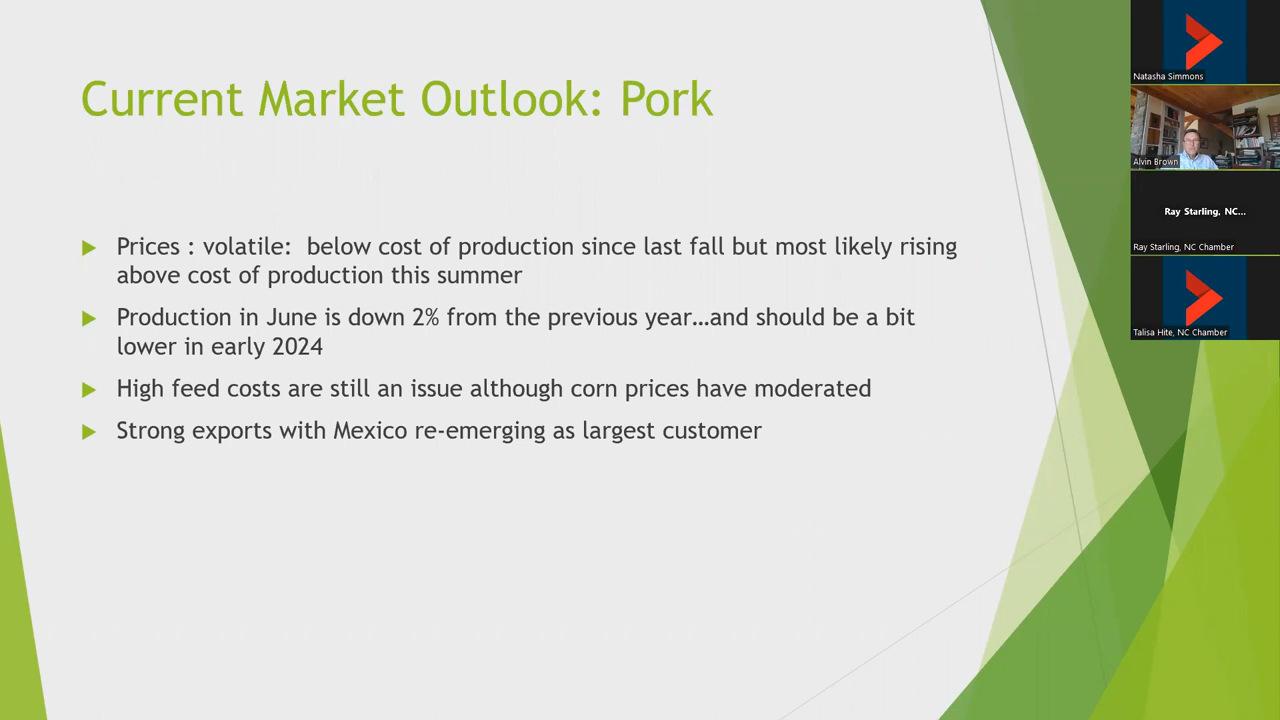 Current Market Outlook: Pork
Prices : volatile:  below cost of production since last fall but most likely rising
above cost of production this summer
Production in June is down 2% from the previous year…and should be a bit
lower in early 2024
High feed costs are still an issue although corn prices have moderated
Strong exports with Mexico re-emerging as largest customer
Natasha Simmons
Alvin Brown
Ray Starling, NC...
Ray Starling, NC Chamber
Talisa Hite, NC Chamber